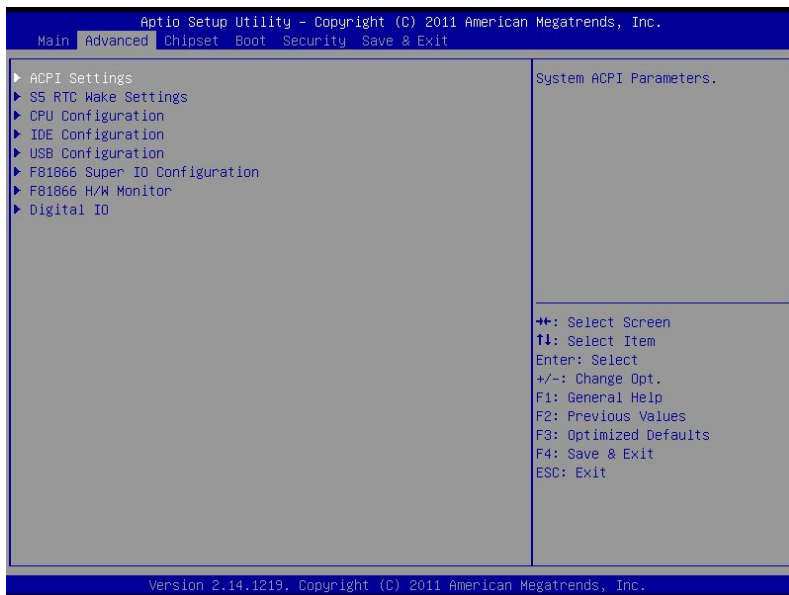 Aptio Setup Utility – Copyright (C) 2011 American Megatrends, Inc.
Main Advanced Chipset Boot Security Save & Exit
ACPI Settings
S5 RTC Wake Settings
CPU Configuration
IDE Configuration
USB Configuration
F81866 Super IO Configuration
F81866 H/W Monitor
Digital IO
System ACPI Parameters.
→←: Select Screen
↑↓: Select Item
Enter: Select
+/-: Change Opt.
F1: General Help
F2: Previous Values
F3: Optimized Defaults
F4: Save & Exit
ESC: Exit
Version 2.14.1219. Copyright (C) 2011 American Megatrends, Inc.